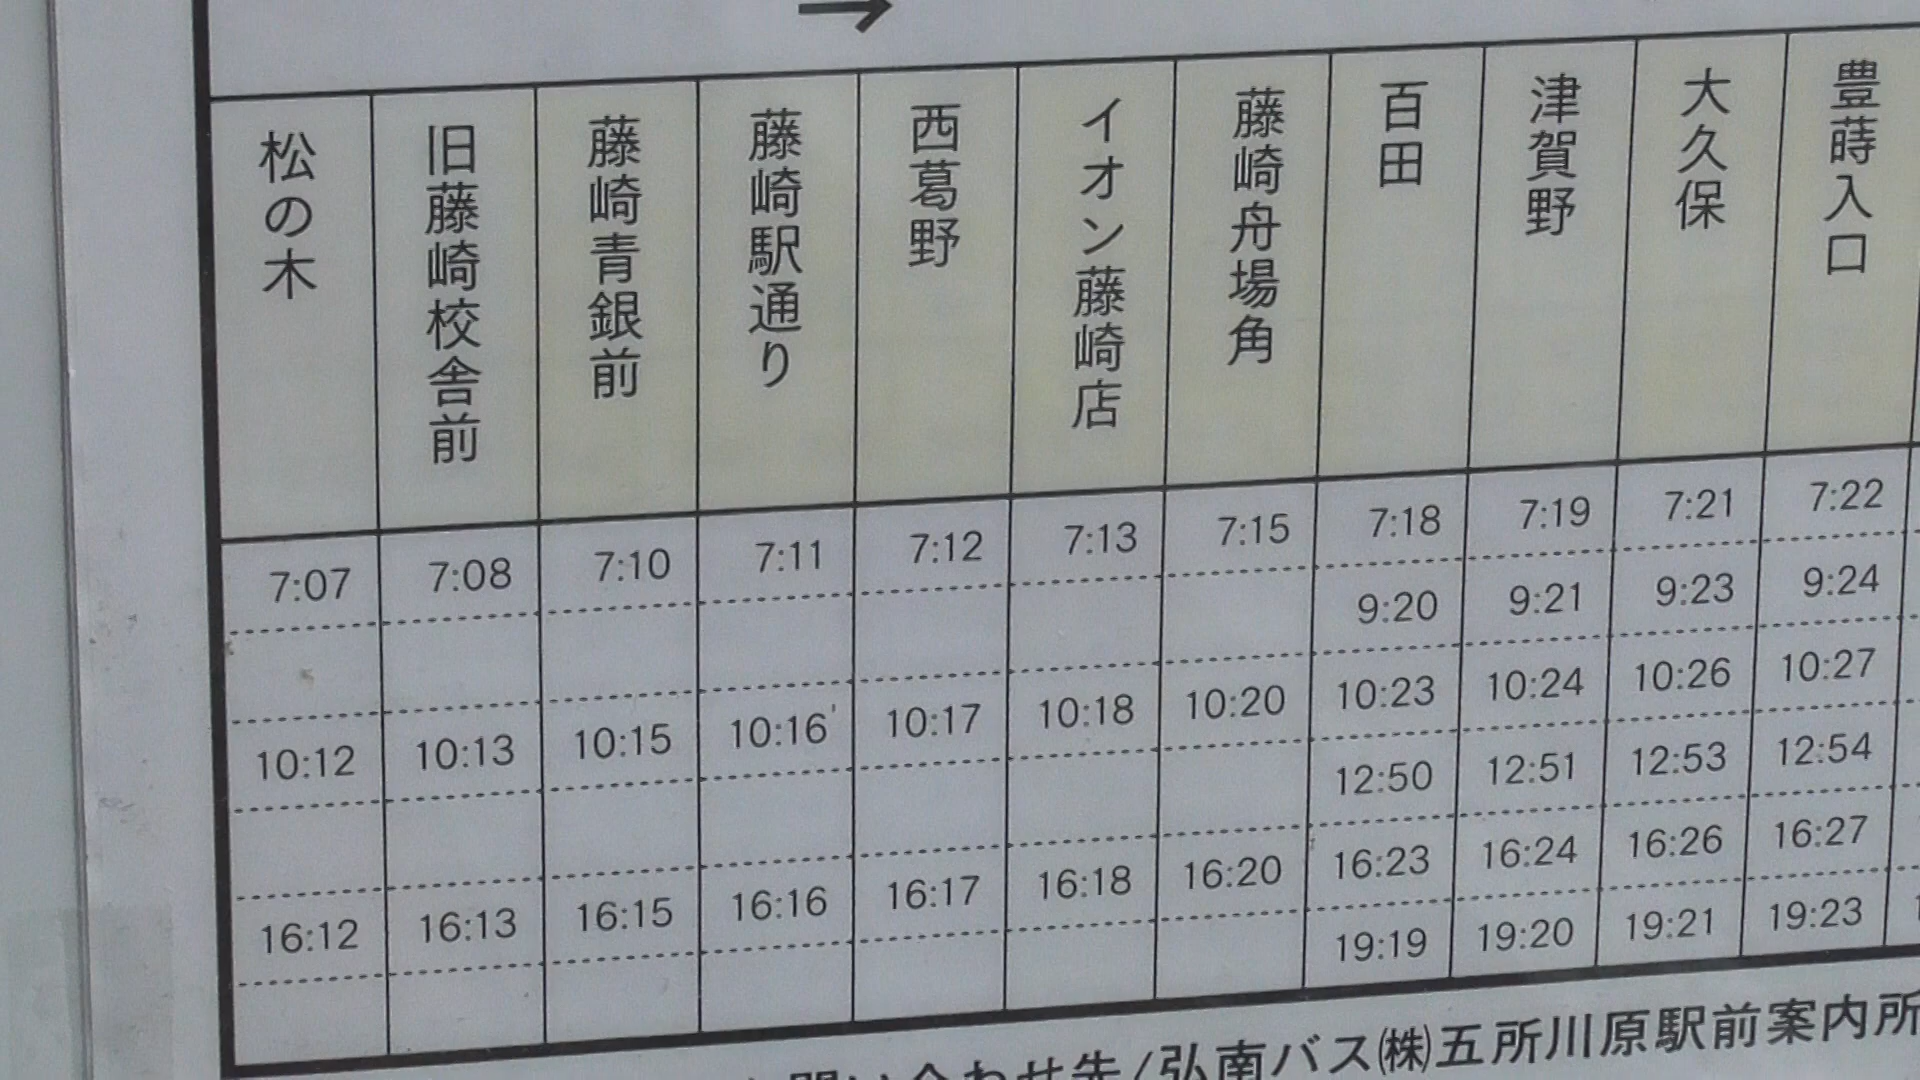 →
松の木 旧藤崎校舎前 藤崎青銀前 藤崎駅通り 西葛野 イオン藤崎店 藤崎舟場角 百田 津賀野 大久保 豊蒔入口
7:07 7:08 7:10 7:11 7:12 7:13 7:15 7:18 7:19 7:21 7:22
9:20 9:21 9:23 9:24
10:12 10:13 10:15 10:16 10:17 10:18 10:20 10:23 10:24 10:26 10:27
12:50 12:51 12:53 12:54
16:12 16:13 16:15 16:16 16:17 16:18 16:20 16:23 16:24 16:26 16:27
19:19 19:20 19:21 19:23
い合わせ先/弘南バス㈱五所川原駅前案内所